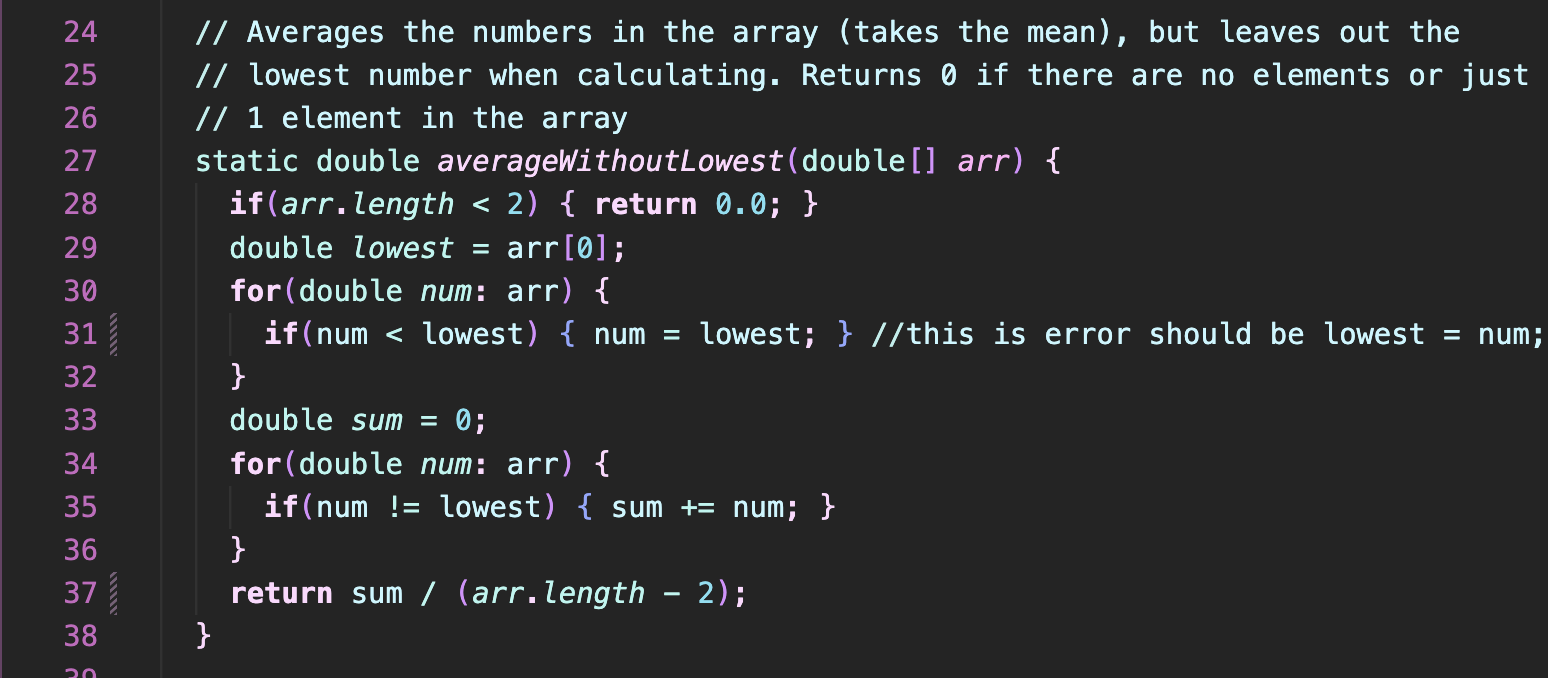 24 // Averages the numbers in the array (takes the mean), but leaves out the
25 // lowest number when calculating. Returns 0 if there are no elements or just
26 // 1 element in the array
27 static double averageWithoutLowest(double[] arr) {
28 if(arr.length < 2) { return 0.0; }
29 double lowest = arr[0];
30 for(double num: arr) {
31 if(num < lowest) { num = lowest; } //this is error should be lowest = num;
32 }
33 double sum = 0;
34 for(double num: arr) {
35 if(num != lowest) { sum += num; }
36 }
37 return sum / (arr.length - 2);
38 }
39